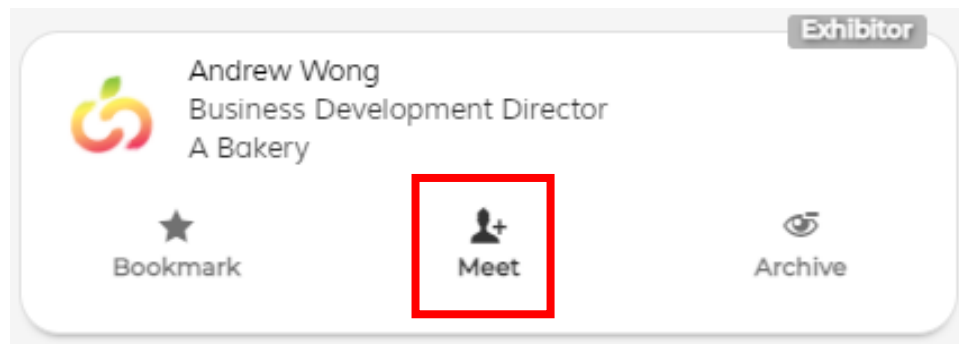 Exhibitor
Andrew Wong
Business Development Director
A Bakery
Bookmark
Meet
Archive